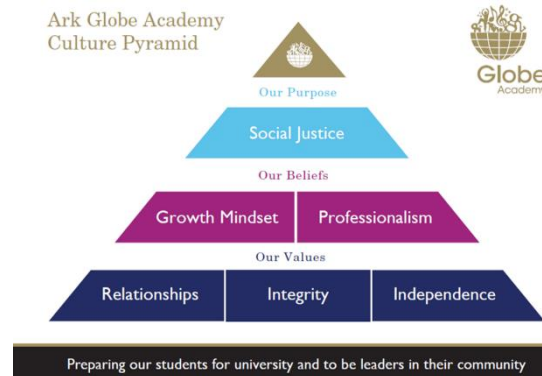 Ark Globe Academy
Culture Pyramid
Globe
Academy
Our Purpose
Social Justice
Our Beliefs
Growth Mindset Professionalism
Our Values
Relationships Integrity Independence
Preparing our students for university and to be leaders in their community